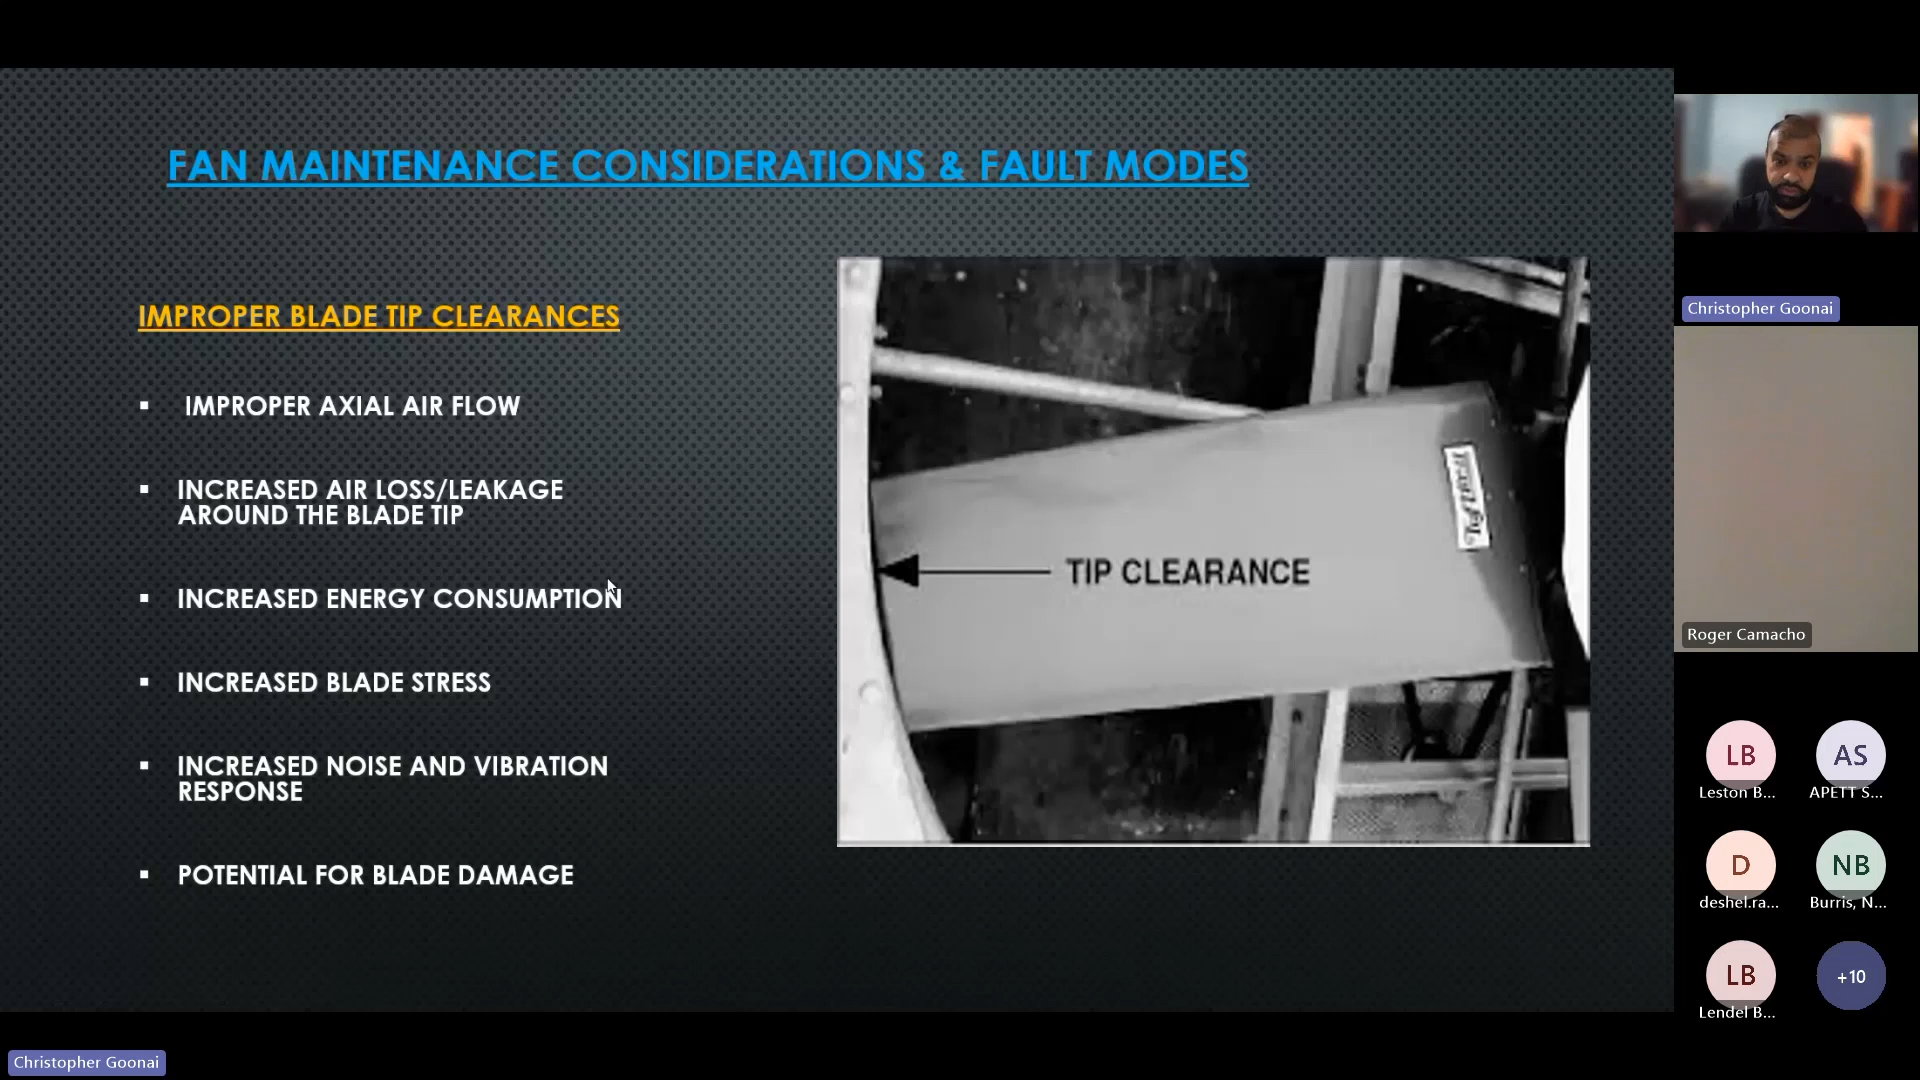 FAN MAINTENANCE CONSIDERATIONS & FAULT MODES
IMPROPER BLADE TIP CLEARANCES
▪ IMPROPER AXIAL AIR FLOW
▪ INCREASED AIR LOSS/LEAKAGE
AROUND THE BLADE TIP
▪ INCREASED ENERGY CONSUMPTION
▪ INCREASED BLADE STRESS
▪ INCREASED NOISE AND VIBRATION
RESPONSE
▪ POTENTIAL FOR BLADE DAMAGE
TIP CLEARANCE
Christopher Goonai
Roger Camacho
LB
Leston B...
AS
APETT S...
D
deshel.ra...
NB
Burris, N...
LB
Lendel B...
+10
Christopher Goonai